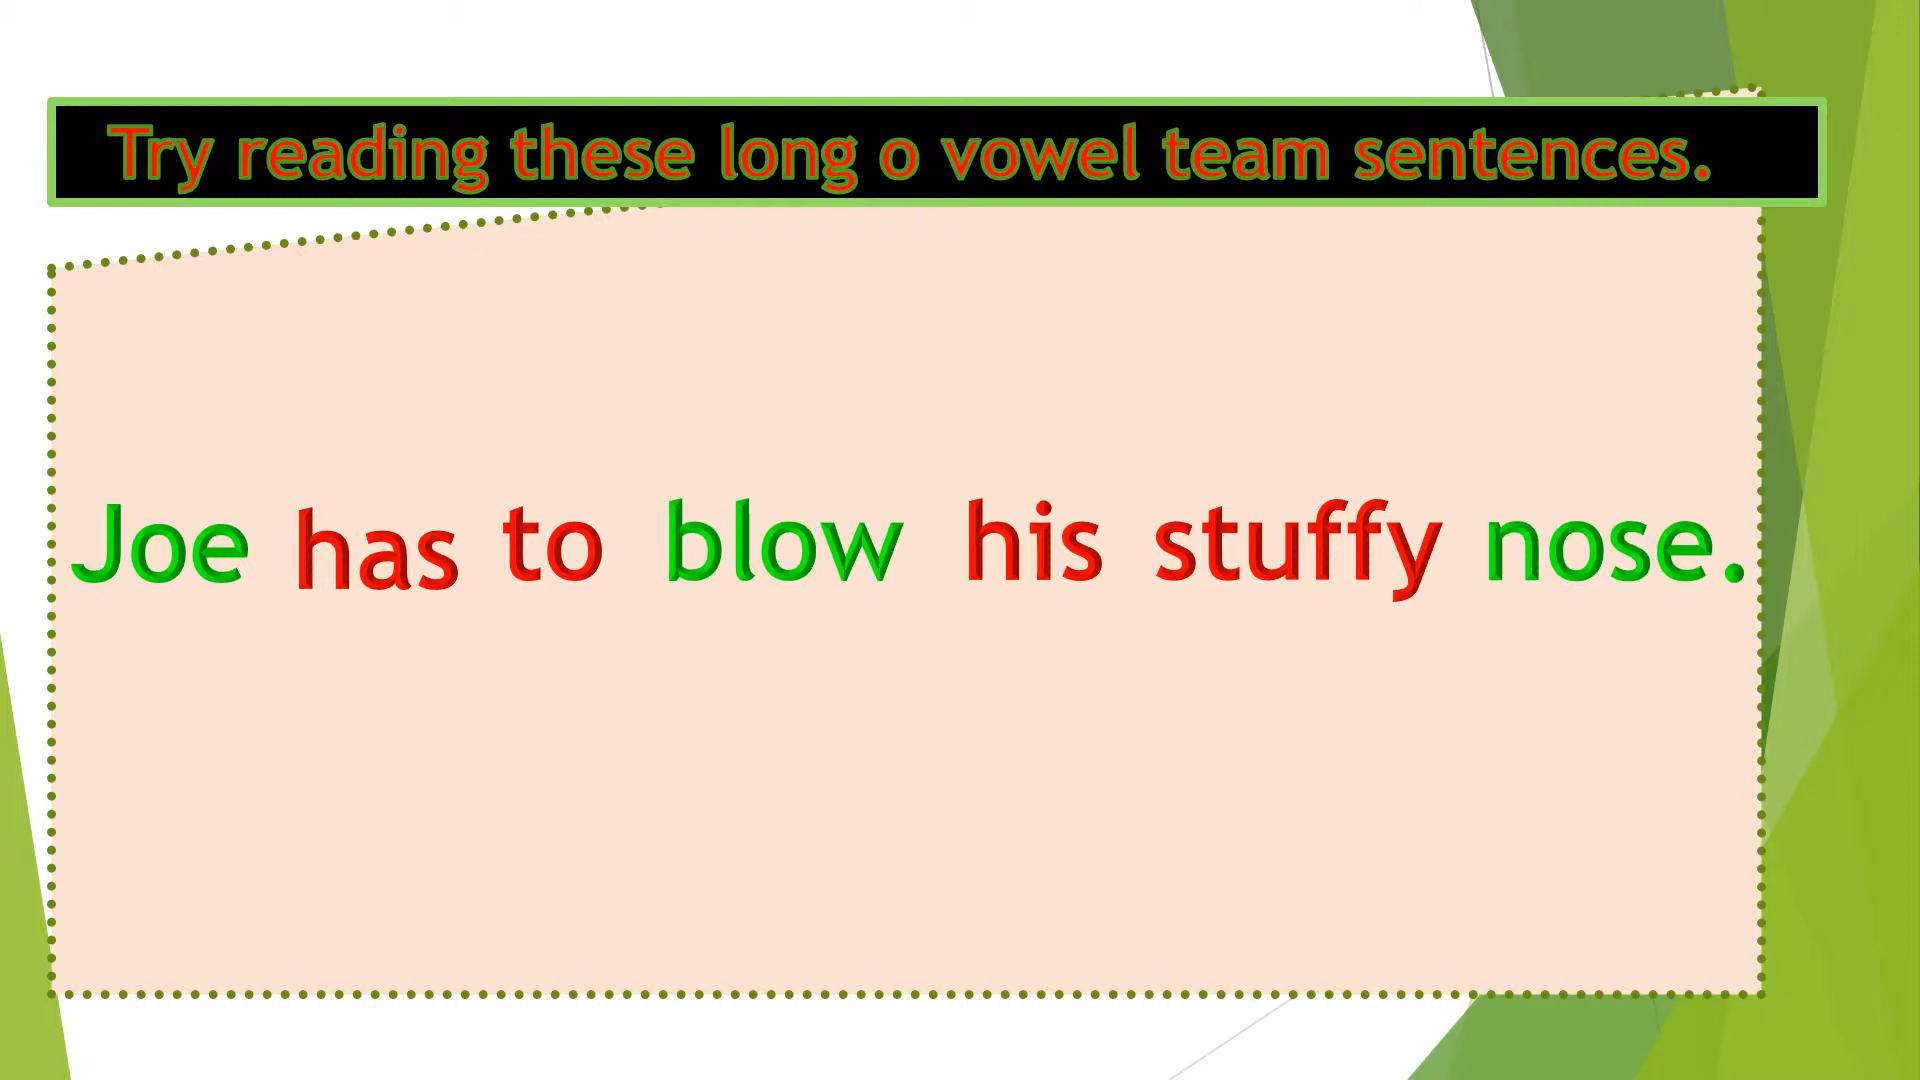 Try reading these long o vowel team sentences.
Joe has to blow his stuffy nose.